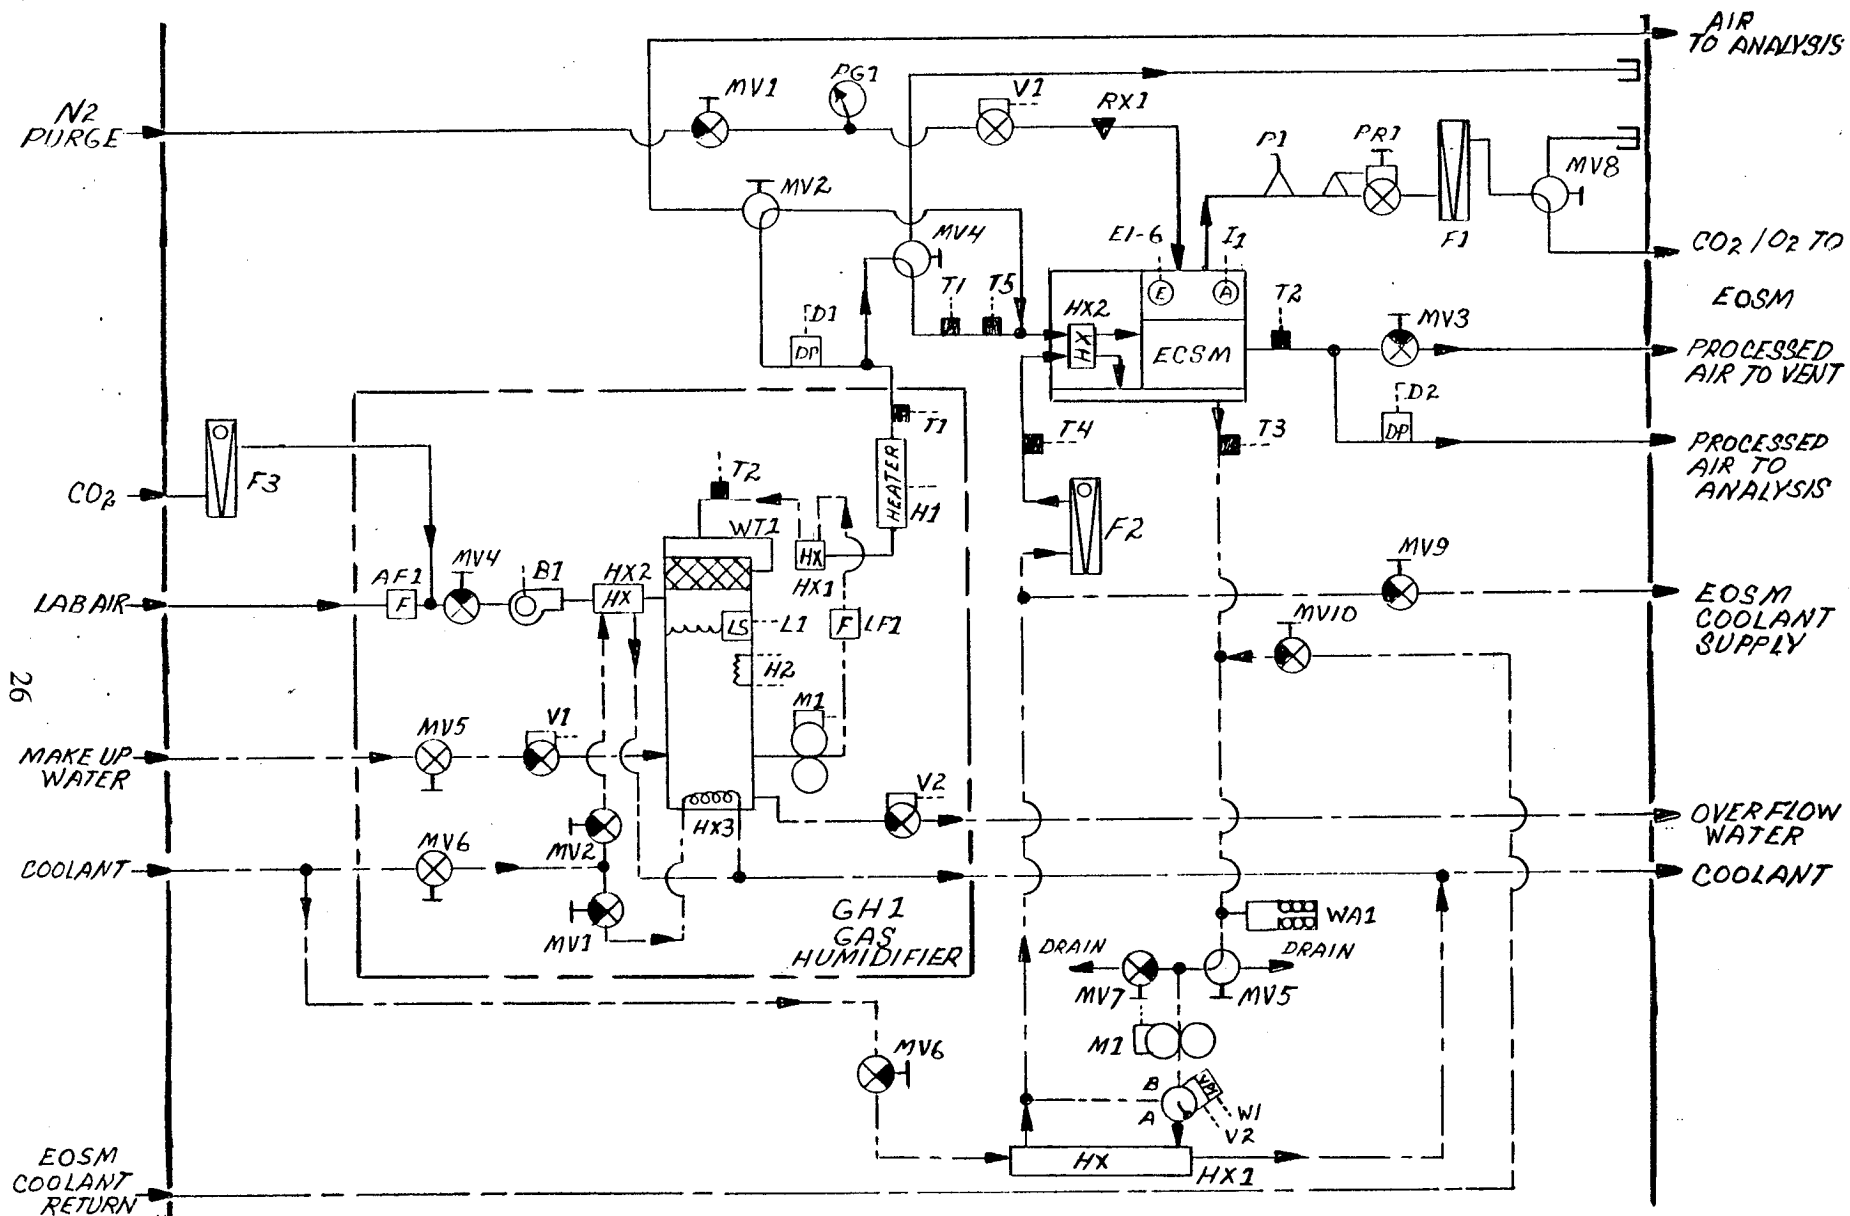 AIR
TO ANALYSIS
N2
PURGE
MV1
PG1
V1
RX1
P1
PR1
F1
MV8
MV2
MV4
E1-6
I1
E
A
CO2/O2 TO
EOSM
T1
T5
HX2
HX
ECSM
T2
MV3
PROCESSED
AIR TO VENT
D1
DP
D2
DP
PROCESSED
AIR TO
ANALYSIS
T4
T3
F2
CO2
F3
T1
HEATER
H1
T2
WT1
HX
HX1
LAB AIR
AF1
F
MV4
B1
HX2
HX
LS
L1
F
LF1
H2
M1
MV9
EOSM
COOLANT
SUPPLY
MV10
26
MAKE UP
WATER
MV5
V1
V2
HX3
OVERFLOW
WATER
COOLANT
MV6
MV2
MV1
COOLANT
GH1
GAS
HUMIDIFIER
WA1
DRAIN
DRAIN
MV7
MV5
M1
MV6
B
A
VPI
W1
V2
HX
HX1
EOSM
COOLANT
RETURN